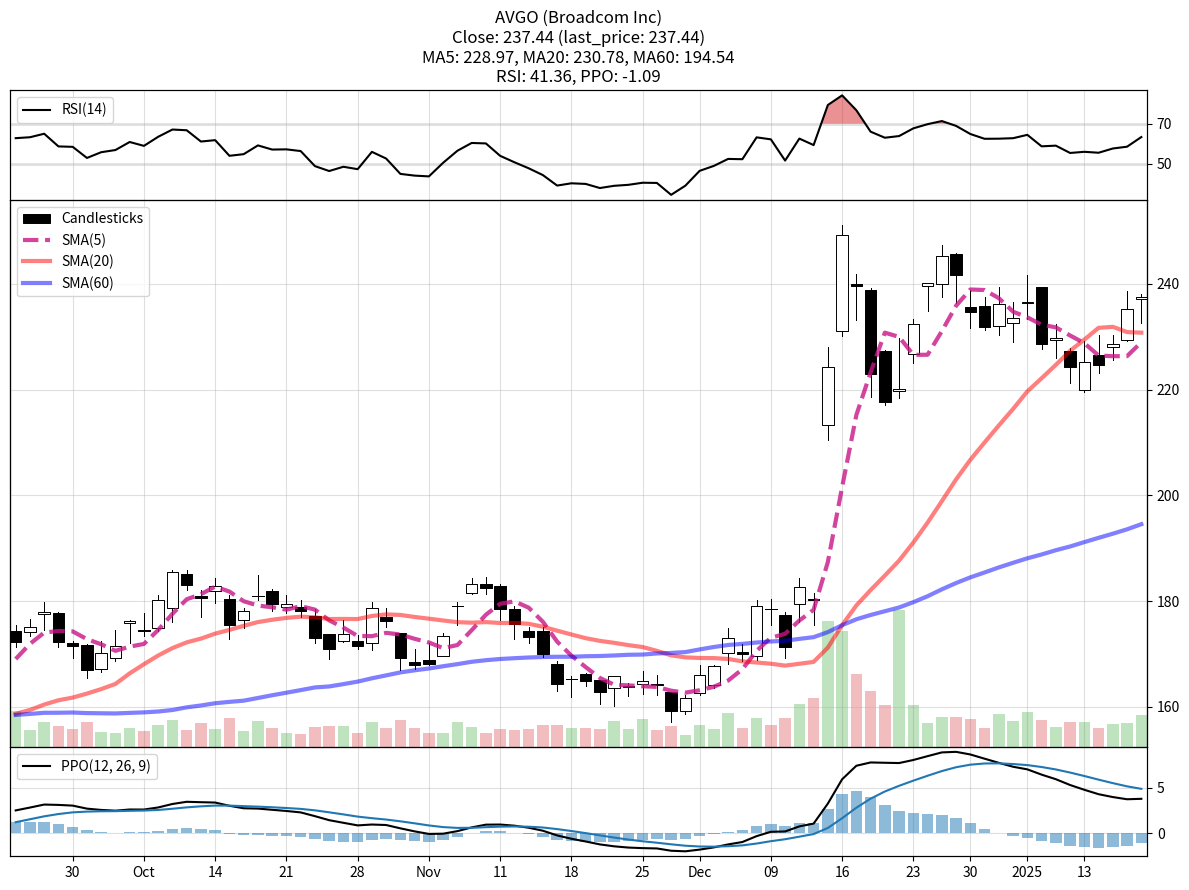 AVGO (Broadcom Inc)
Close: 237.44 (last_price: 237.44)
MA5: 228.97, MA20: 230.78, MA60: 194.54
RSI: 41.36, PPO: -1.09
RSI(14)
70
50
Candlesticks
SMA(5)
SMA(20)
SMA(60)
240
220
200
180
160
PPO(12, 26, 9)
5
0
30 Oct 14 21 28 Nov 11 18 25 Dec 09 16 23 30 2025 13